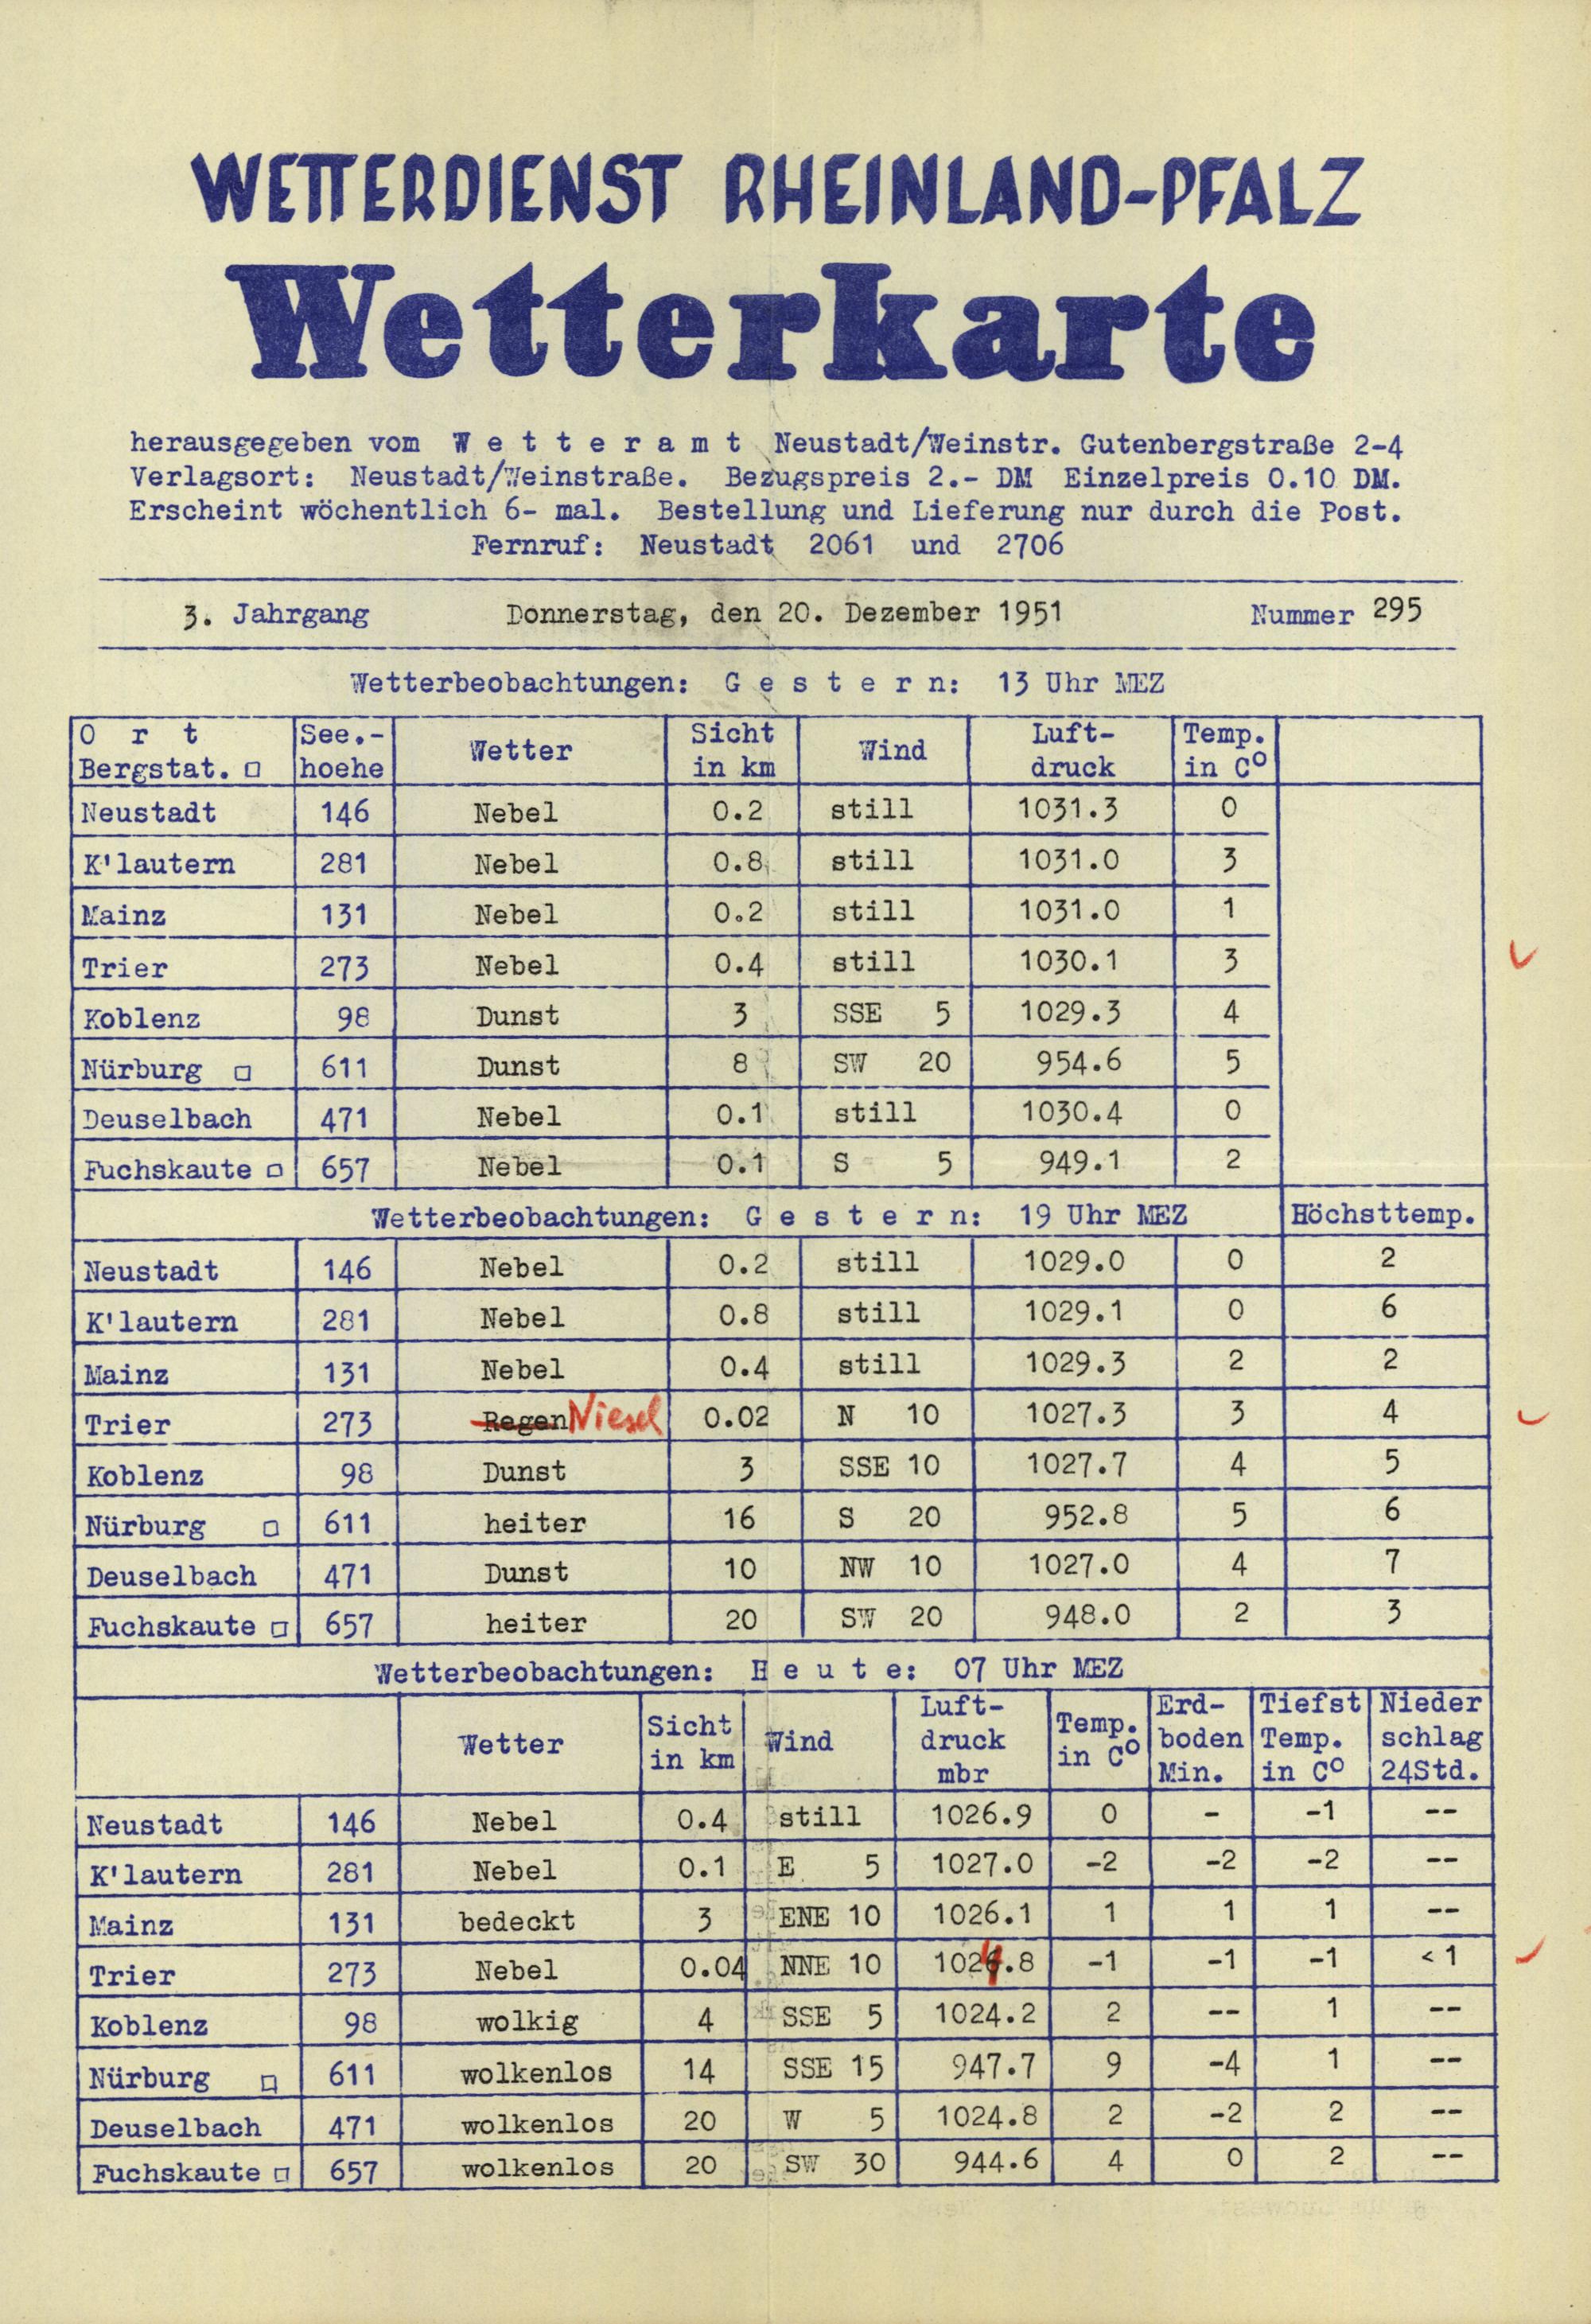 WETTERDIENST RHEINLAND-PFALZ
Wetterkarte
herausgegeben vom W e t t e r a m t Neustadt/Weinstr. Gutenbergstraße 2-4
Verlagsort: Neustadt/Weinstraße. Bezugspreis 2.- DM Einzelpreis 0.10 DM.
Erscheint wöchentlich 6- mal. Bestellung und Lieferung nur durch die Post.
Fernruf: Neustadt 2061 und 2706
3. Jahrgang Donnerstag, den 20. Dezember 1951 Nummer 295
Wetterbeobachtungen: G e s t e r n: 13 Uhr MEZ
O r t See.- Wetter Sicht Wind Luft- Temp.
Bergstat. □ hoehe in km druck in C°
Neustadt 146 Nebel 0.2 still 1031.3 0
K'lautern 281 Nebel 0.8 still 1031.0 3
Mainz 131 Nebel 0.2 still 1031.0 1
Trier 273 Nebel 0.4 still 1030.1 3
Koblenz 98 Dunst 3 SSE 5 1029.3 4
Nürburg □ 611 Dunst 8 SW 20 954.6 5
Deuselbach 471 Nebel 0.1 still 1030.4 0
Fuchskaute □ 657 Nebel 0.1 S 5 949.1 2
Wetterbeobachtungen: G e s t e r n: 19 Uhr MEZ Höchsttemp.
Neustadt 146 Nebel 0.2 still 1029.0 0 2
K'lautern 281 Nebel 0.8 still 1029.1 0 6
Mainz 131 Nebel 0.4 still 1029.3 2 2
Trier 273 Regen Niesel 0.02 N 10 1027.3 3 4
Koblenz 98 Dunst 3 SSE 10 1027.7 4 5
Nürburg □ 611 heiter 16 S 20 952.8 5 6
Deuselbach 471 Dunst 10 NW 10 1027.0 4 7
Fuchskaute □ 657 heiter 20 SW 20 948.0 2 3
Wetterbeobachtungen: H e u t e: 07 Uhr MEZ
Luft- Erd- Tiefst Nieder
Wetter Sicht Wind druck Temp. boden Temp. schlag
in km mbr in C° Min. in C° 24Std.
Neustadt 146 Nebel 0.4 still 1026.9 0 - -1 --
K'lautern 281 Nebel 0.1 E 5 1027.0 -2 -2 -2 --
Mainz 131 bedeckt 3 ENE 10 1026.1 1 1 1 --
Trier 273 Nebel 0.04 NNE 10 1024.8 -1 -1 -1 <1
Koblenz 98 wolkig 4 SSE 5 1024.2 2 -- 1 --
Nürburg □ 611 wolkenlos 14 SSE 15 947.7 9 -4 1 --
Deuselbach 471 wolkenlos 20 W 5 1024.8 2 -2 2 --
Fuchskaute □ 657 wolkenlos 20 SW 30 944.6 4 0 2 --